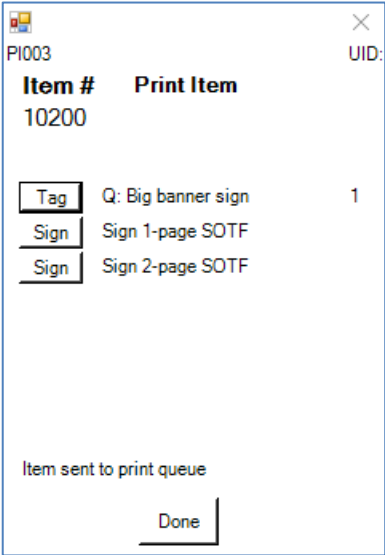 PI003 UID:
Item # Print Item
10200
Tag Q: Big banner sign 1
Sign Sign 1-page SOTF
Sign Sign 2-page SOTF
Item sent to print queue
Done